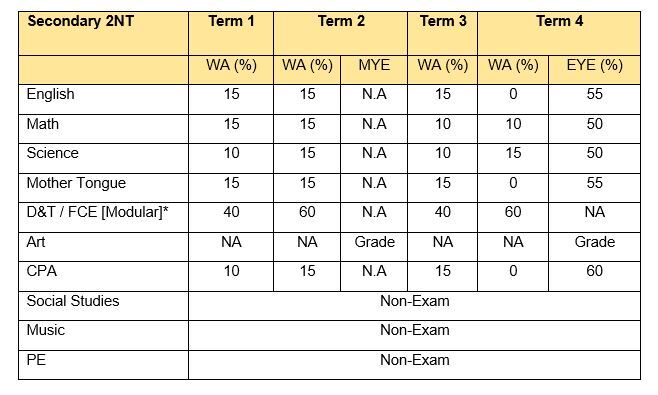 Secondary 2NT Term 1 Term 2 Term 3 Term 4
WA (%) WA (%) MYE WA (%) WA (%) EYE (%)
English 15 15 N.A 15 0 55
Math 15 15 N.A 10 10 50
Science 10 15 N.A 10 15 50
Mother Tongue 15 15 N.A 15 0 55
D&T / FCE [Modular]* 40 60 N.A 40 60 NA
Art NA NA Grade NA NA Grade
CPA 10 15 N.A 15 0 60
Social Studies Non-Exam
Music Non-Exam
PE Non-Exam